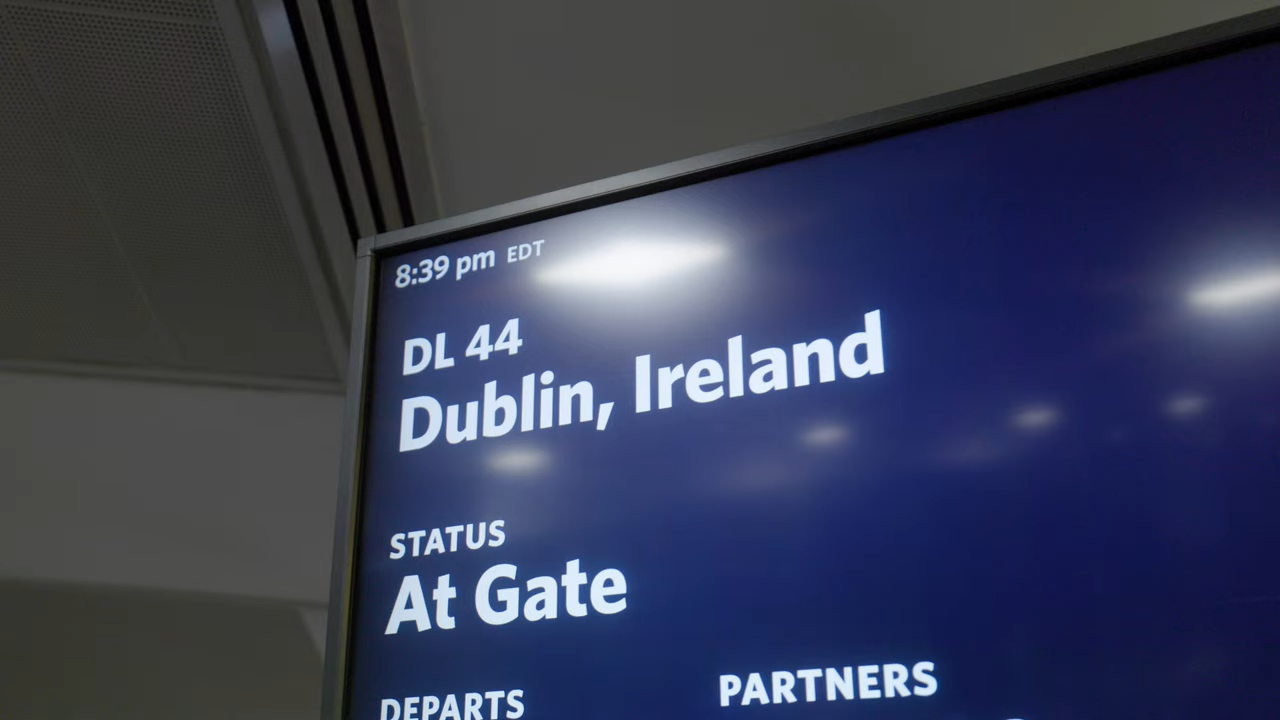 8:39 pm EDT
DL 44
Dublin, Ireland
STATUS
At Gate
DEPARTS
PARTNERS